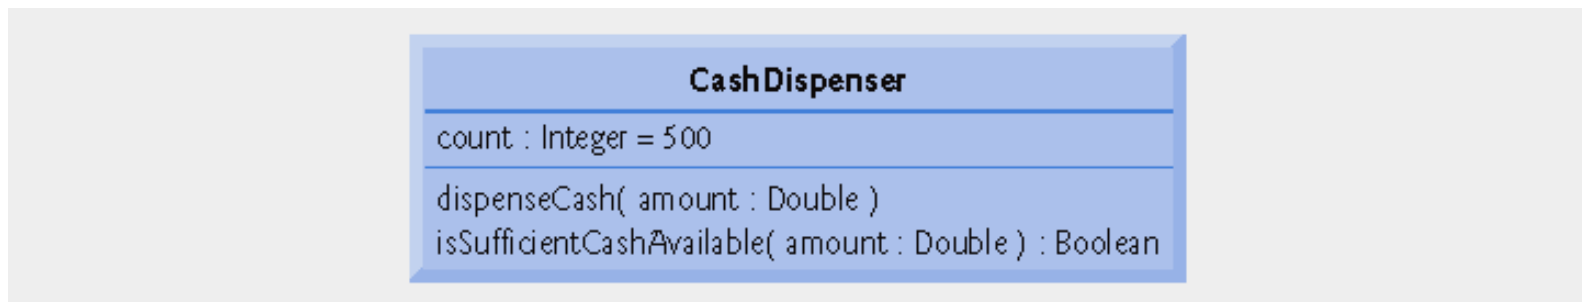 CashDispenser
count : Integer = 500
dispenseCash( amount : Double )
isSufficientCashAvailable( amount : Double ) : Boolean